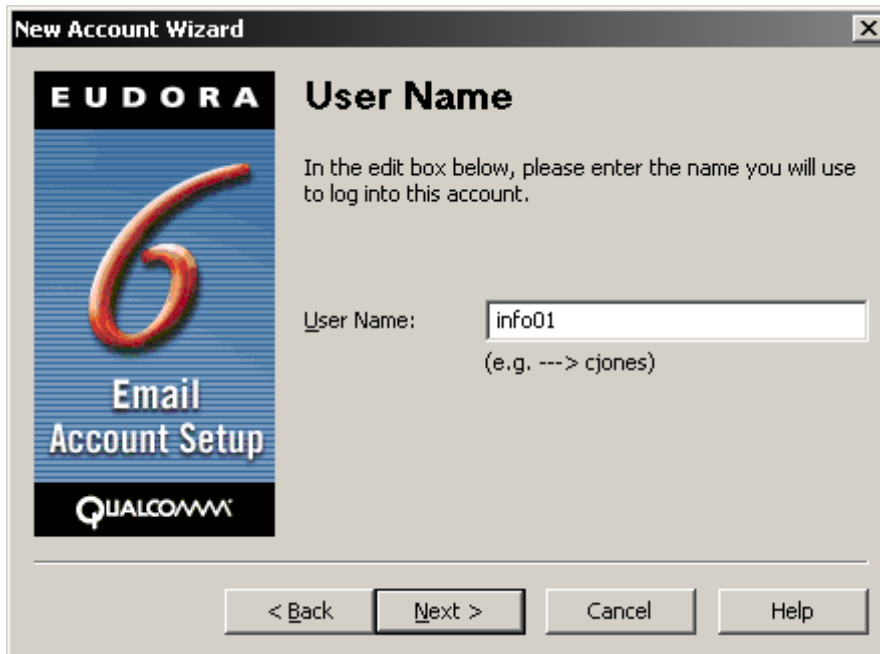 New Account Wizard
EUDORA
6
Email
Account Setup
QUALCOMM
User Name
In the edit box below, please enter the name you will use
to log into this account.
User Name: info01
(e.g. ---> cjones)
< Back Next > Cancel Help